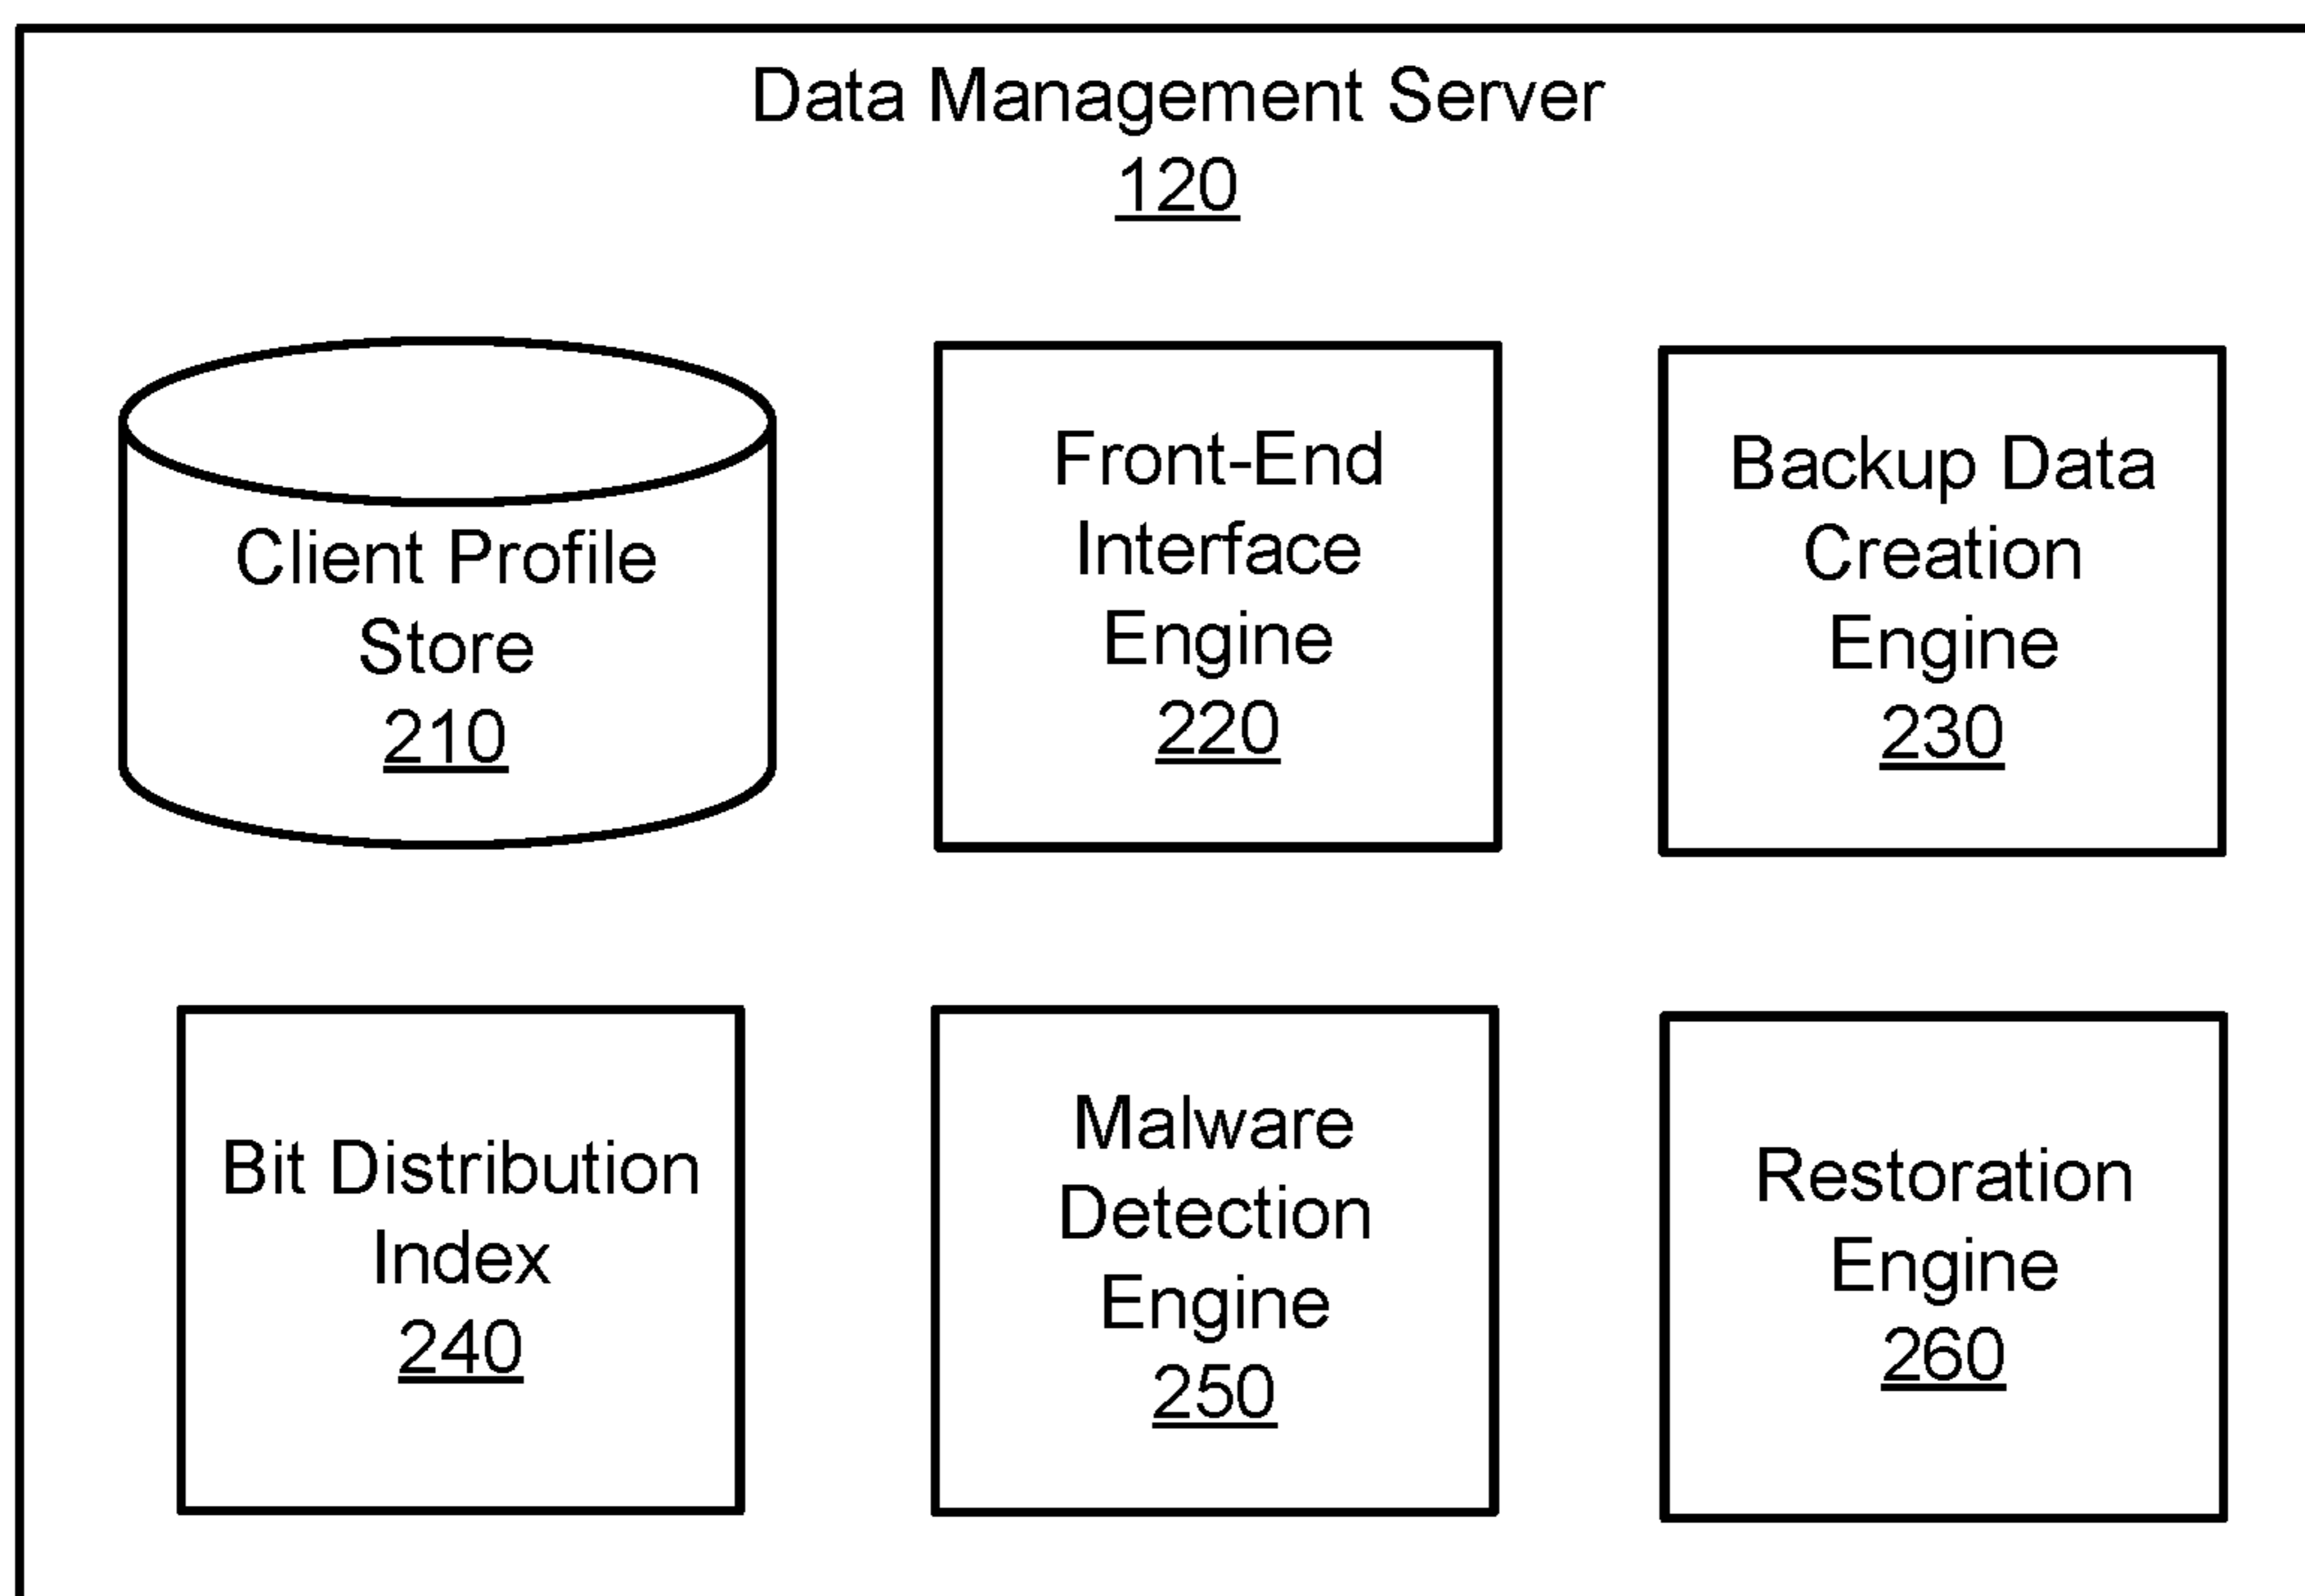 Data Management Server
120
Client Profile
Store
210
Front-End
Interface
Engine
220
Backup Data
Creation
Engine
230
Bit Distribution
Index
240
Malware
Detection
Engine
250
Restoration
Engine
260